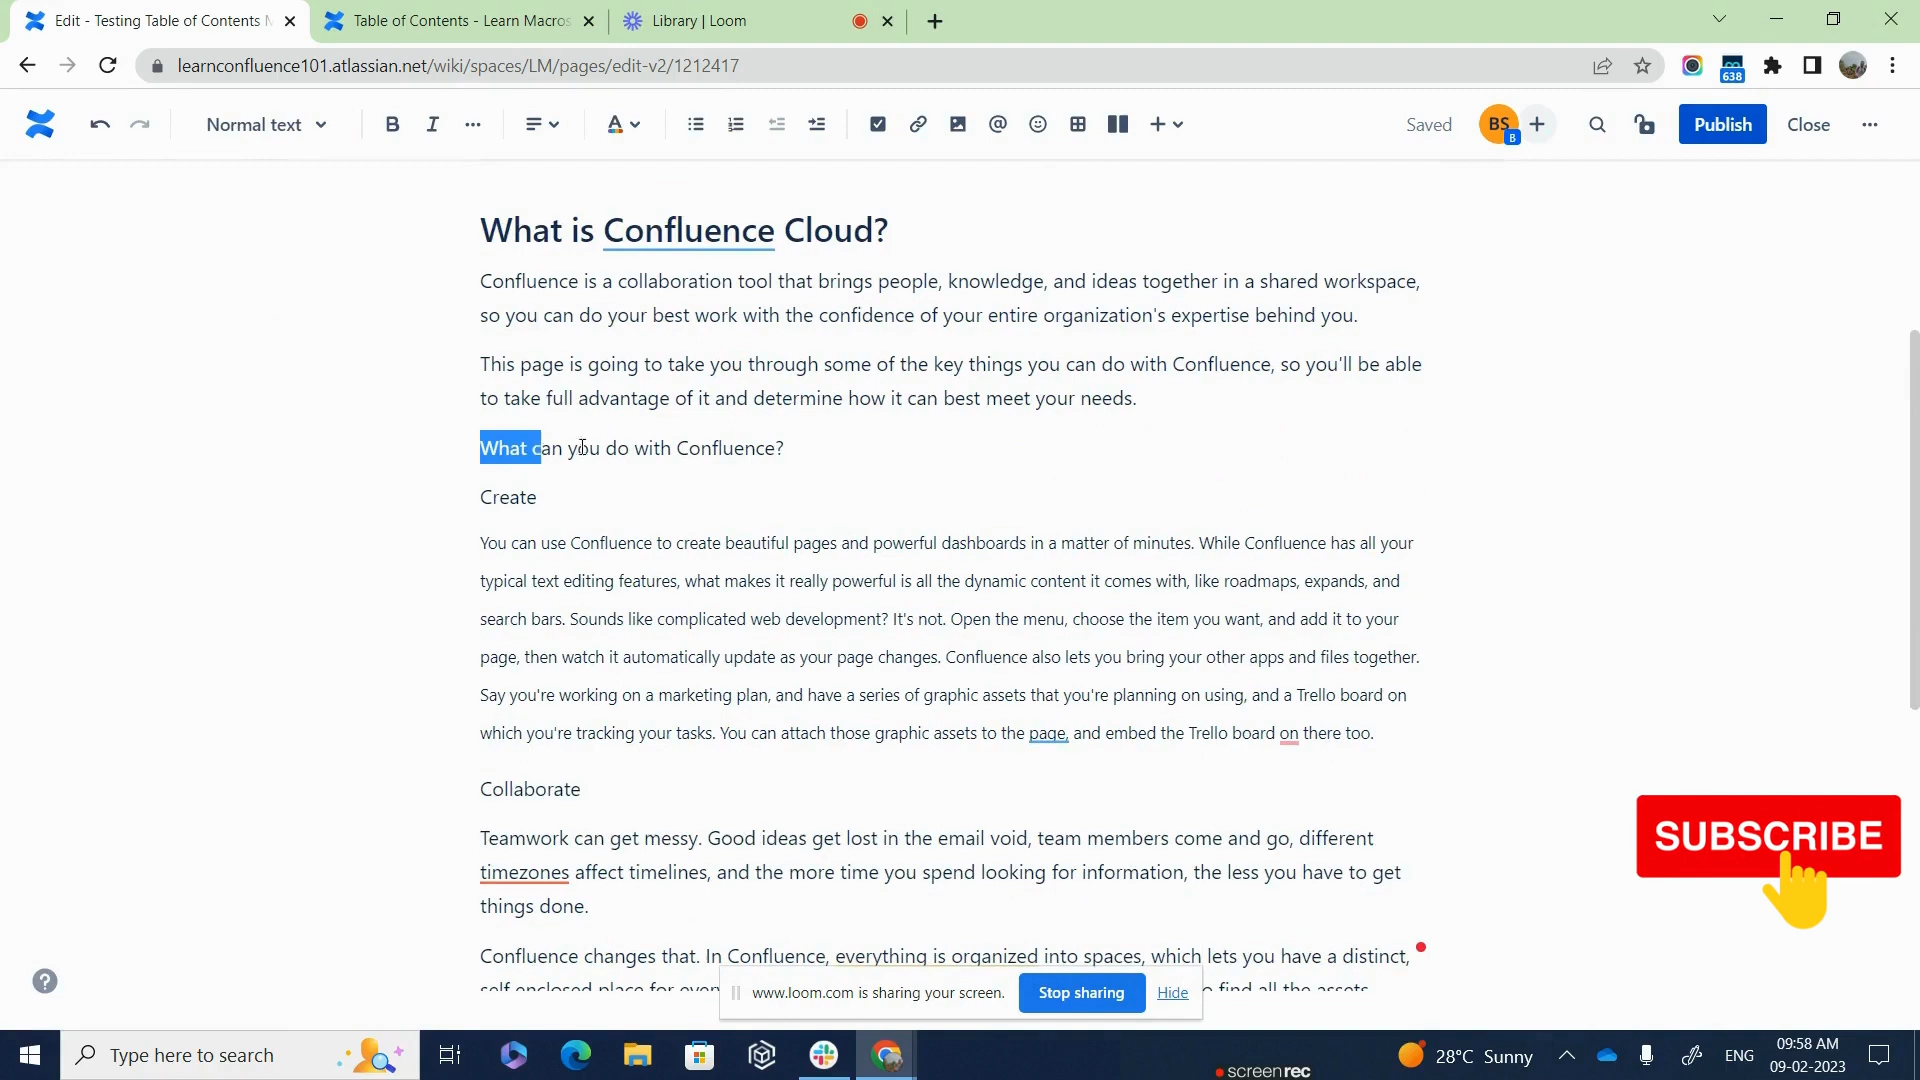 Edit - Testing Table of Contents M
Table of Contents - Learn Macros
Library | Loom
learnconfluence101.atlassian.net/wiki/spaces/LM/pages/edit-v2/1212417
638
Normal text
B
I
A
Saved
BS
B
Publish
Close
What is Confluence Cloud?
Confluence is a collaboration tool that brings people, knowledge, and ideas together in a shared workspace,
so you can do your best work with the confidence of your entire organization's expertise behind you.
This page is going to take you through some of the key things you can do with Confluence, so you'll be able
to take full advantage of it and determine how it can best meet your needs.
What can you do with Confluence?
Create
You can use Confluence to create beautiful pages and powerful dashboards in a matter of minutes. While Confluence has all your
typical text editing features, what makes it really powerful is all the dynamic content it comes with, like roadmaps, expands, and
search bars. Sounds like complicated web development? It's not. Open the menu, choose the item you want, and add it to your
page, then watch it automatically update as your page changes. Confluence also lets you bring your other apps and files together.
Say you're working on a marketing plan, and have a series of graphic assets that you're planning on using, and a Trello board on
which you're tracking your tasks. You can attach those graphic assets to the page, and embed the Trello board on there too.
Collaborate
Teamwork can get messy. Good ideas get lost in the email void, team members come and go, different
timezones affect timelines, and the more time you spend looking for information, the less you have to get
things done.
Confluence changes that. In Confluence, everything is organized into spaces, which lets you have a distinct,
self enclosed place for ever
find all the assets
SUBSCRIBE
www.loom.com is sharing your screen.
Stop sharing
Hide
Type here to search
28°C Sunny
ENG
09:58 AM
09-02-2023
screenrec